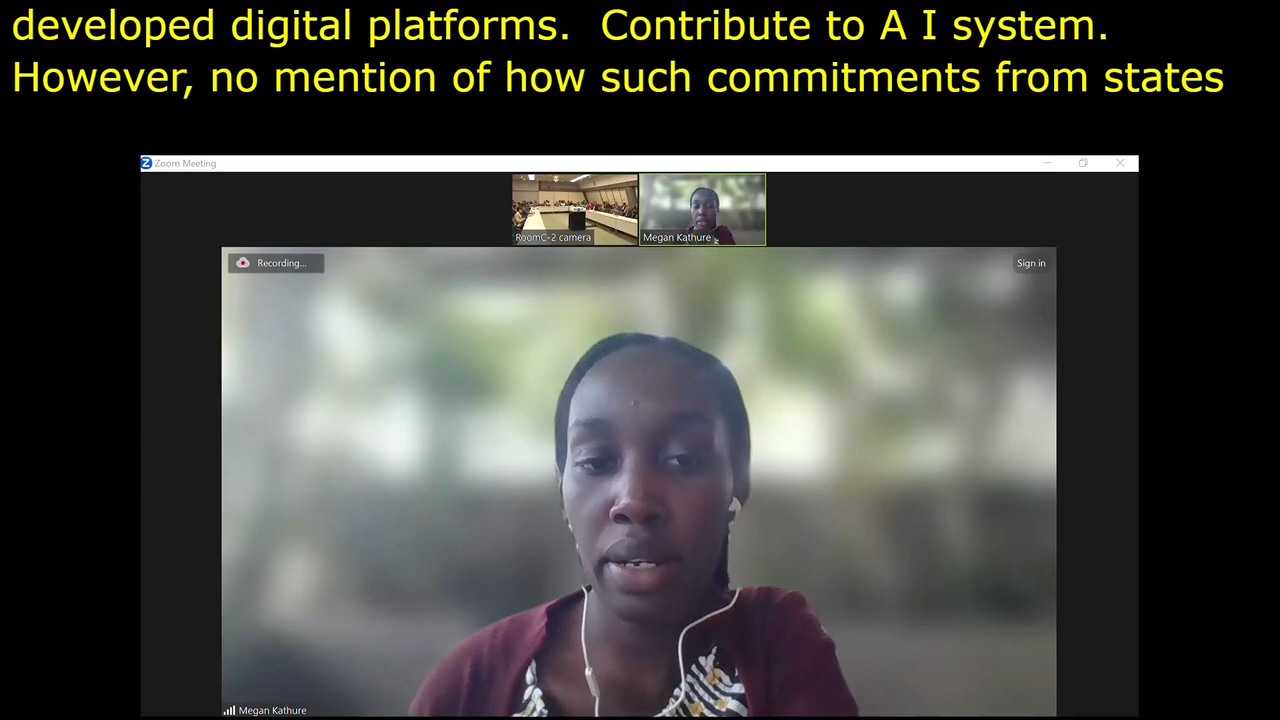 developed digital platforms.  Contribute to A I system.
However, no mention of how such commitments from states
Zoom Meeting
RoomC-2 camera
Megan Kathure
Recording...
Sign in
Megan Kathure